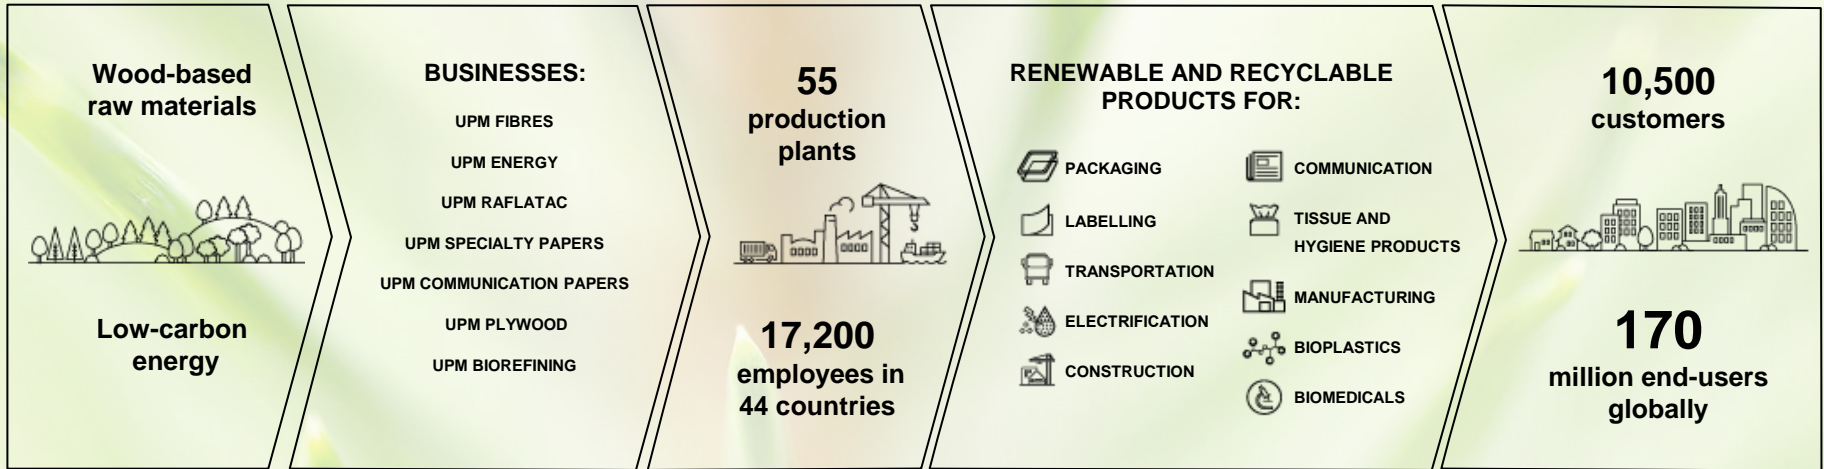 Wood-based
raw materials
Low-carbon
energy
BUSINESSES:
UPM FIBRES
UPM ENERGY
UPM RAFLATAC
UPM SPECIALTY PAPERS
UPM COMMUNICATION PAPERS
UPM PLYWOOD
UPM BIOREFINING
55
production
plants
17,200
employees in
44 countries
RENEWABLE AND RECYCLABLE
PRODUCTS FOR:
PACKAGING
LABELLING
TRANSPORTATION
ELECTRIFICATION
CONSTRUCTION
COMMUNICATION
TISSUE AND
HYGIENE PRODUCTS
MANUFACTURING
BIOPLASTICS
BIOMEDICALS
10,500
customers
170
million end-users
globally